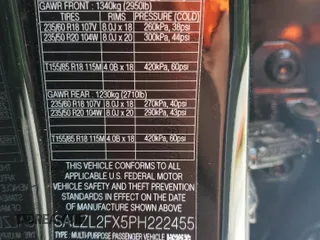 GAWR FRONT : 1340kg (2950lb)
TIRES RIMS PRESSURE (COLD)
235/60 R18 107V 8.0J x 18 260kPa, 38psi
235/50 R20 104W 8.0J x 20 300kPa, 44psi
T155/85 R18 115M 4.0B x 18 420kPa, 60psi
GAWR REAR : 1230kg (2710lb)
235/60 R18 107V 8.0J x 18 270kPa, 40psi
235/50 R20 104W 8.0J x 20 290kPa, 43psi
T155/85 R18 115M 4.0B x 18 420kPa, 60psi
THIS VEHICLE CONFORMS TO ALL
APPLICABLE U.S. FEDERAL MOTOR
VEHICLE SAFETY STANDARDS
IN EFFECT ON THE DATE OF
MANUFACTURE SHOWN ABOVE
SALZL2FX5PH222455
TYPE : MULTI-PURPOSE PASSENGER VEHICLE